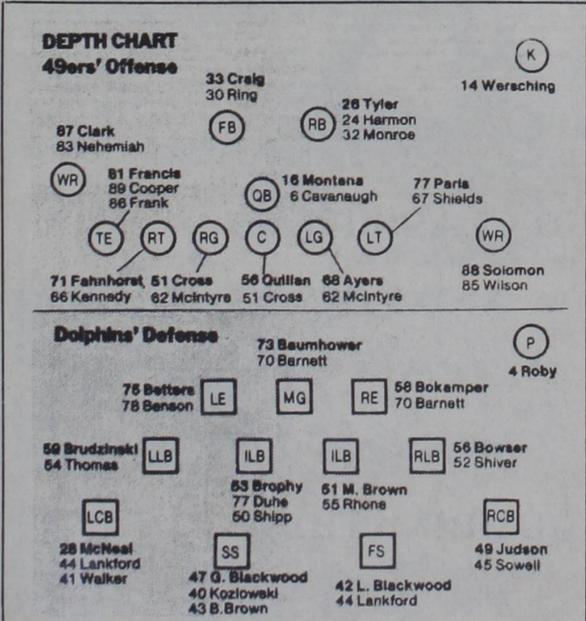 DEPTH CHART
49ers' Offense
K
14 Wersching
33 Craig
30 Ring
FB
RB
26 Tyler
24 Harmon
32 Monroe
87 Clark
83 Nehemiah
WR
81 Francis
89 Cooper
86 Frank
QB
16 Montana
6 Cavanaugh
77 Paris
67 Shields
TE RT RG C LG LT WR
71 Fahnhorst,
66 Kennedy
51 Cross
62 McIntyre
56 Quillan
51 Cross
68 Ayers
62 McIntyre
88 Solomon
85 Wilson
Dolphins' Defense
P
4 Roby
73 Baumhower
70 Barnett
75 Betters
78 Benson
LE MG RE
58 Bokamper
70 Barnett
59 Brudzinski
54 Thomas
LLB ILB ILB RLB
56 Bowser
52 Shiver
53 Brophy
77 Duhe
50 Shipp
51 M. Brown
55 Rhone
LCB
28 McNeal
44 Lankford
41 Walker
SS
47 G. Blackwood
40 Kozlowski
43 B.Brown
FS
42 L. Blackwood
44 Lankford
RCB
49 Judson
45 Sowell